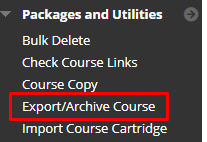 Packages and Utilities
Bulk Delete
Check Course Links
Course Copy
Export/Archive Course
Import Course Cartridge